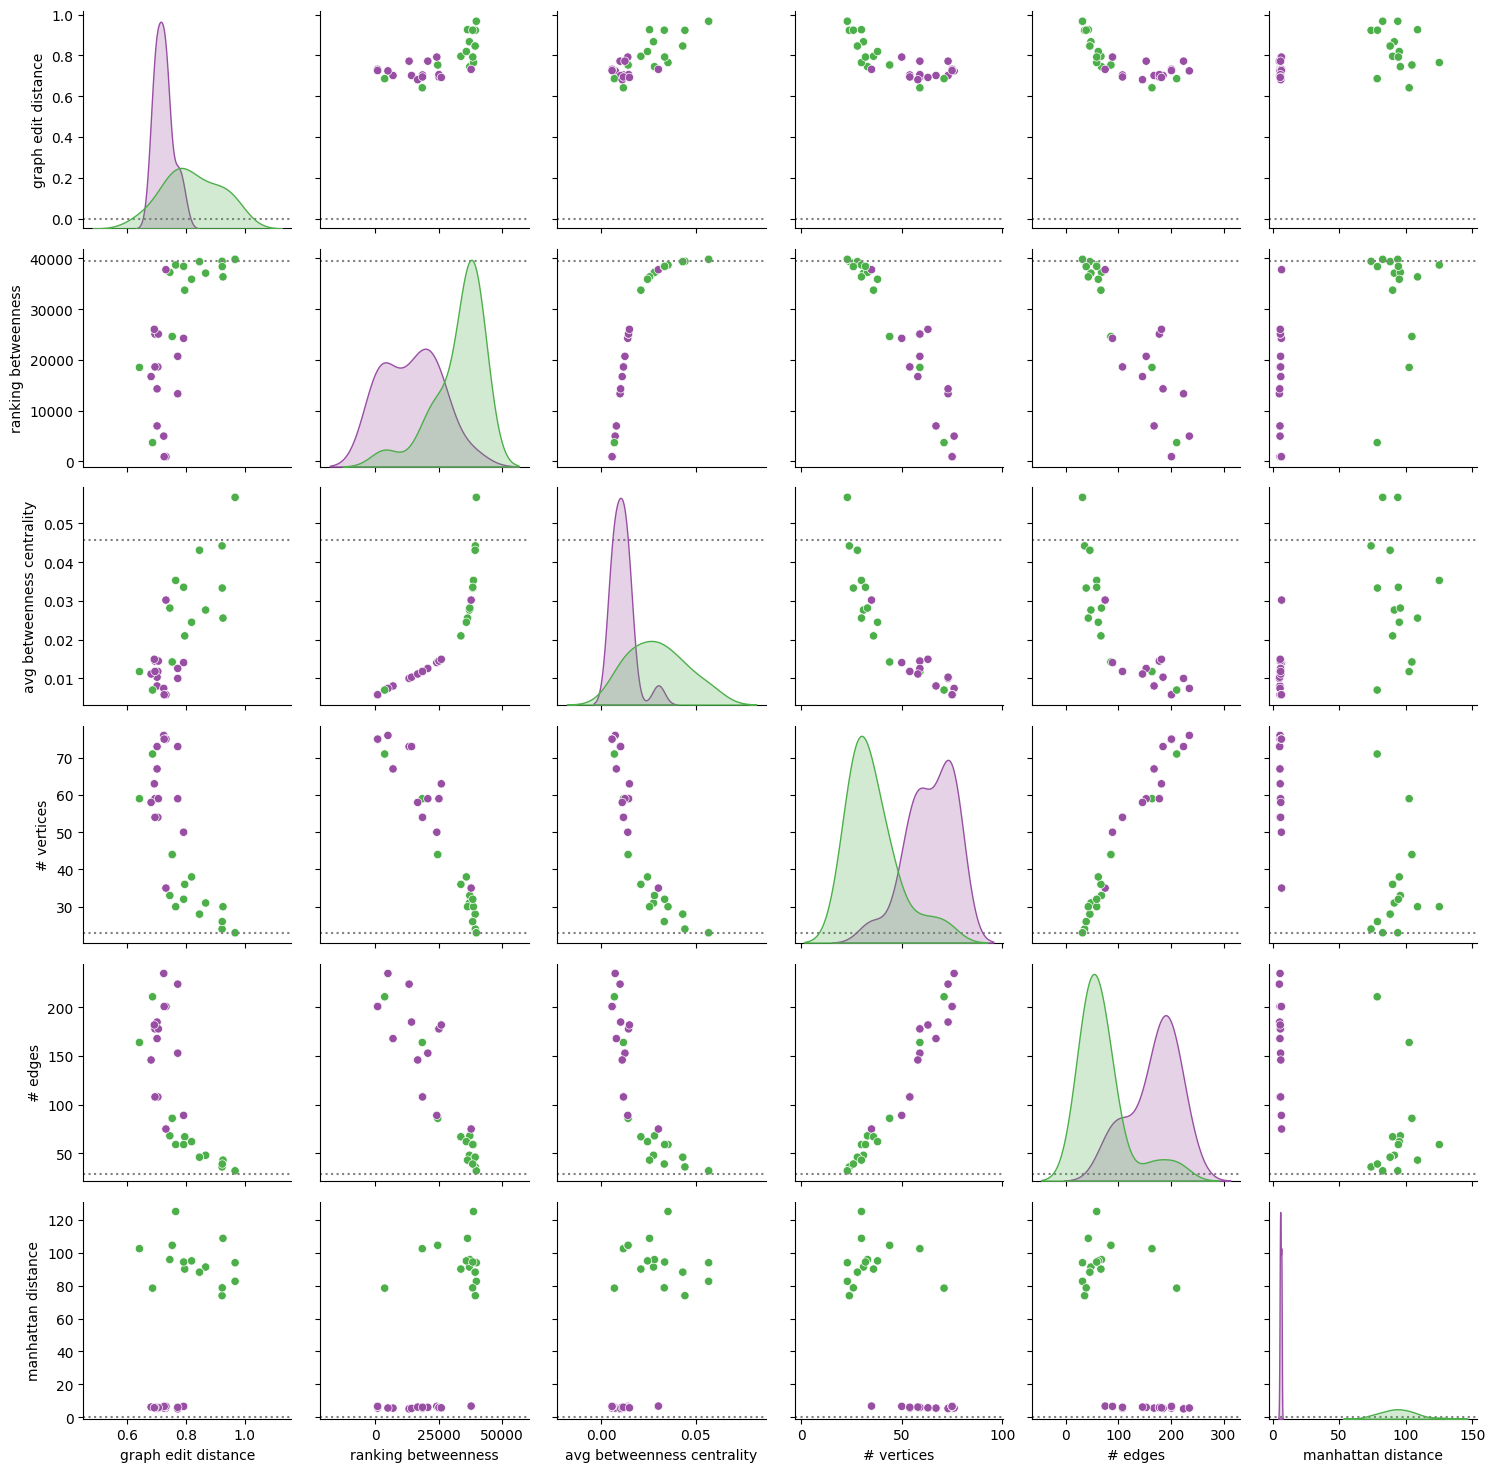 graph edit distance
1.0
0.8
0.6
0.4
0.2
0.0
ranking betweenness
40000
30000
20000
10000
0
avg betweenness centrality
0.05
0.04
0.03
0.02
0.01
# vertices
70
60
50
40
30
# edges
200
150
100
50
manhattan distance
120
100
80
60
40
20
0
0.6 0.8 1.0
0 25000 50000
0.00 0.05
0 50 100
0 100 200 300
0 50 100 150
graph edit distance
ranking betweenness
avg betweenness centrality
# vertices
# edges
manhattan distance